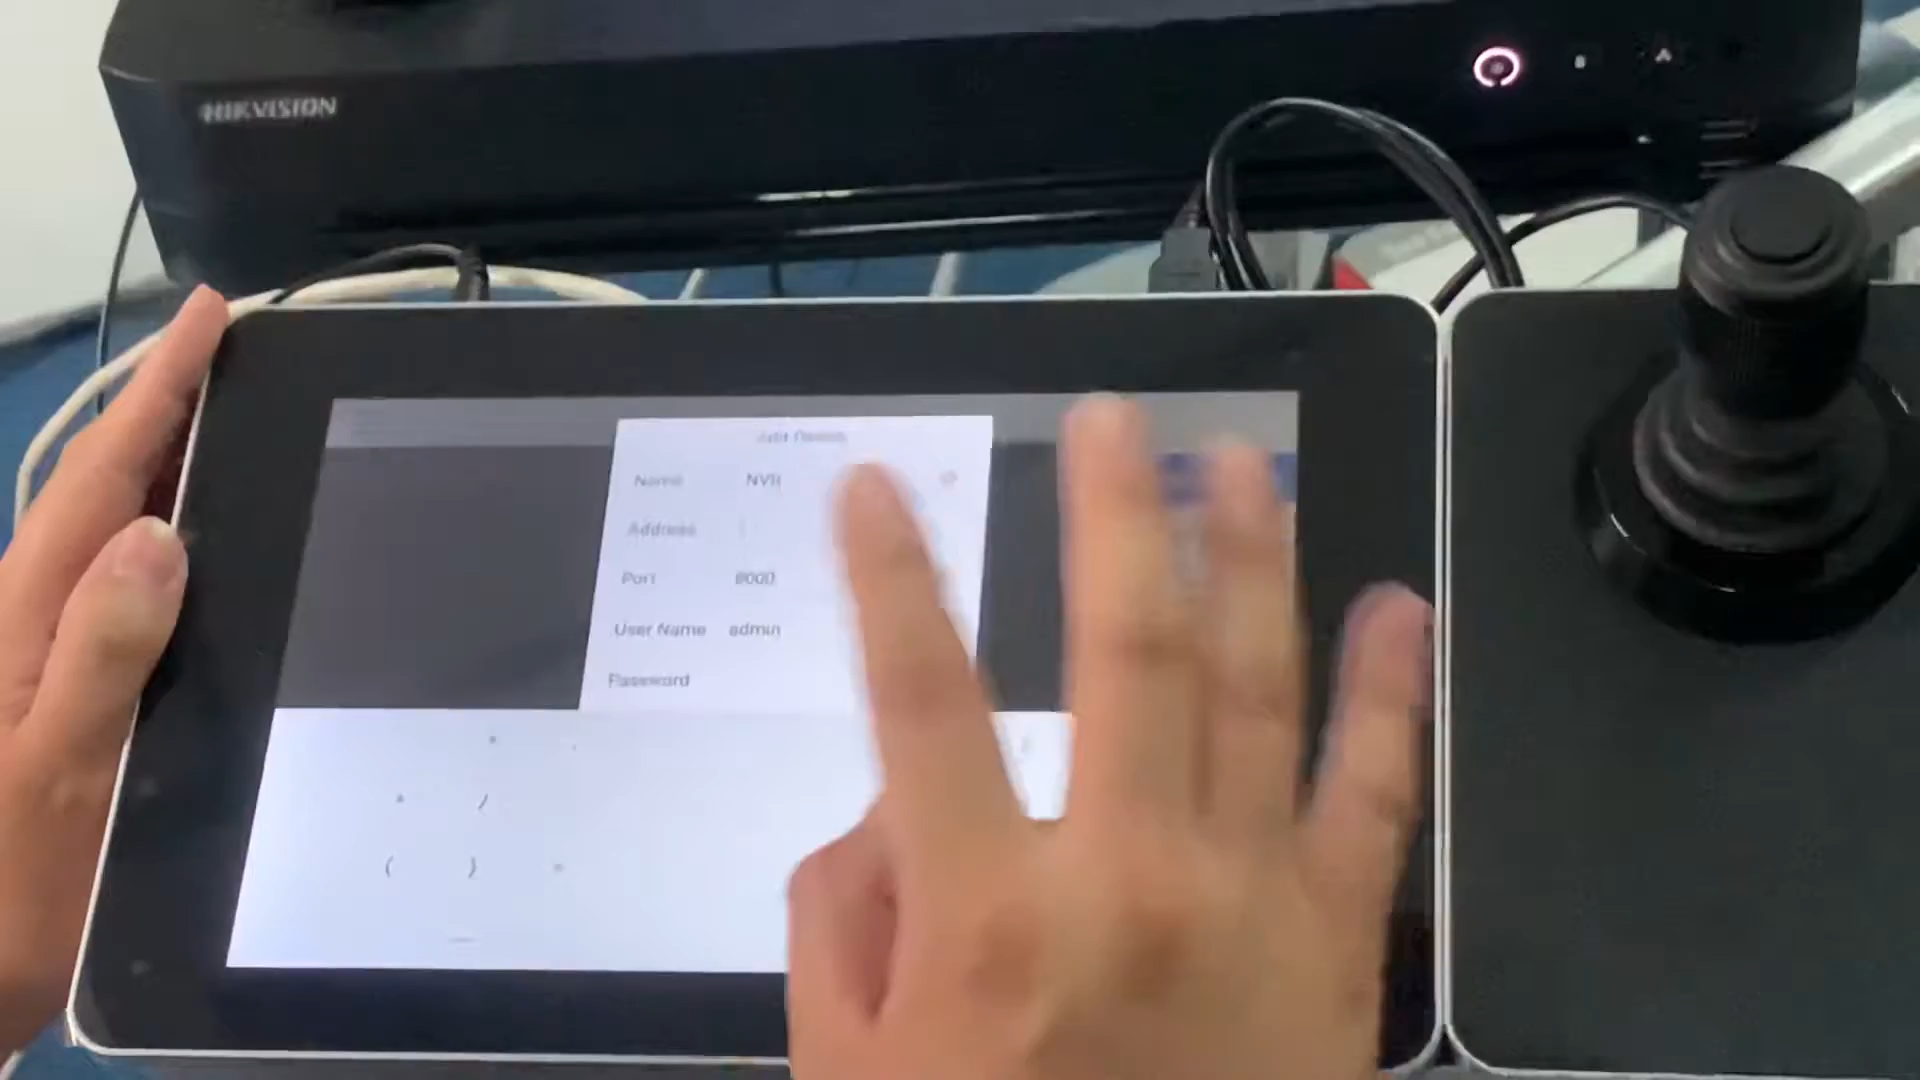 HIKVISION
Name NVR
Address
Port 8000
User Name admin
Password
* /
( )